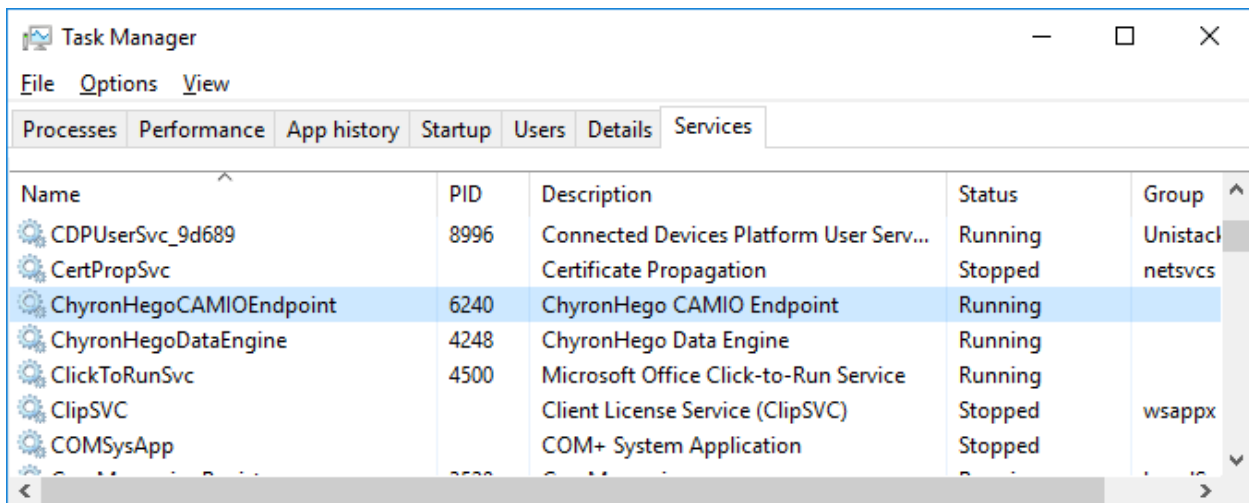 Task Manager
File Options View
Processes Performance App history Startup Users Details Services
Name PID Description Status Group
CDPUserSvc_9d689 8996 Connected Devices Platform User Serv... Running Unistack
CertPropSvc Certificate Propagation Stopped netsvcs
ChyronHegoCAMIOEndpoint 6240 ChyronHego CAMIO Endpoint Running
ChyronHegoDataEngine 4248 ChyronHego Data Engine Running
ClickToRunSvc 4500 Microsoft Office Click-to-Run Service Running
ClipSVC Client License Service (ClipSVC) Stopped wsappx
COMSysApp COM+ System Application Stopped